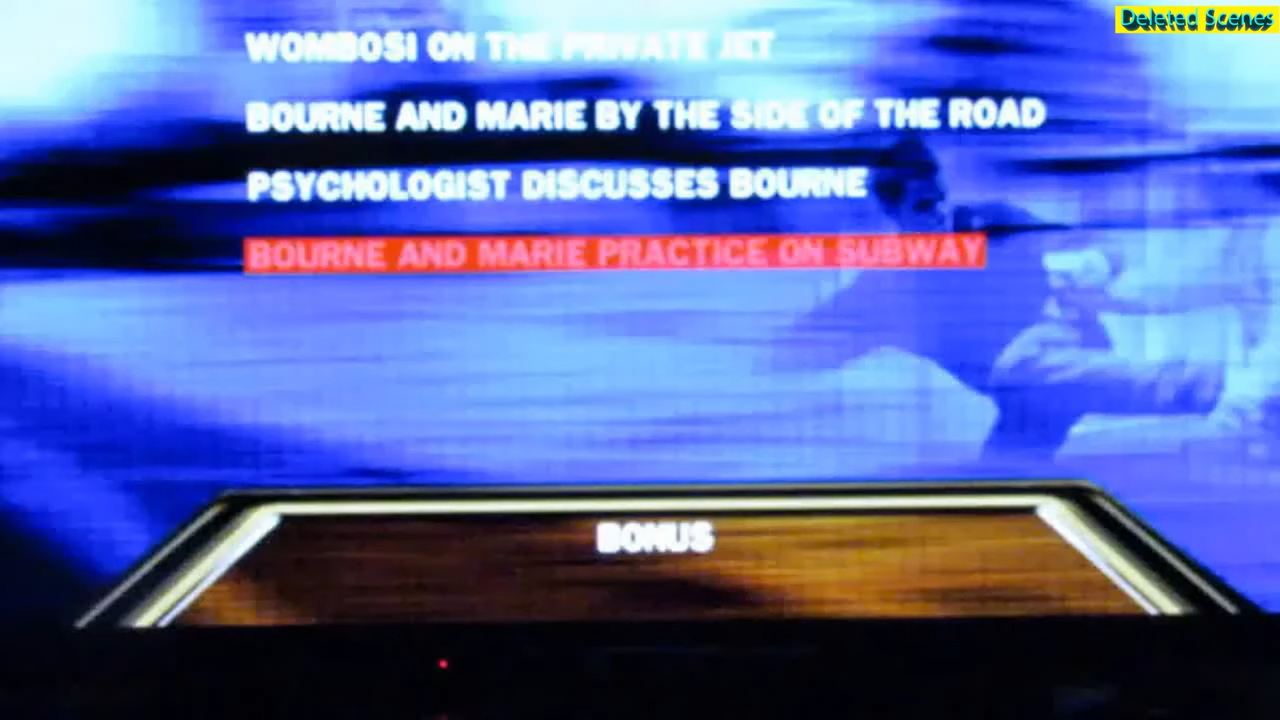 Deleted Scenes
WOMBOSI ON THE PRIVATE JET
BOURNE AND MARIE BY THE SIDE OF THE ROAD
PSYCHOLOGIST DISCUSSES BOURNE
BOURNE AND MARIE PRACTICE ON SUBWAY
BONUS